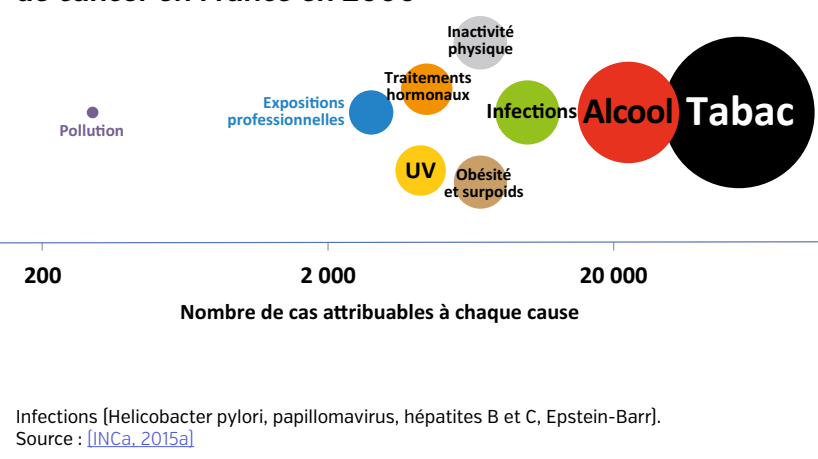 Inactivité
physique
Traitements
hormonaux
Expositions
professionnelles
Infections
Alcool
Tabac
Pollution
UV
Obésité
et surpoids
200
2 000
20 000
Nombre de cas attribuables à chaque cause
Infections (Helicobacter pylori, papillomavirus, hépatites B et C, Epstein-Barr).
Source : [INCa, 2015a]